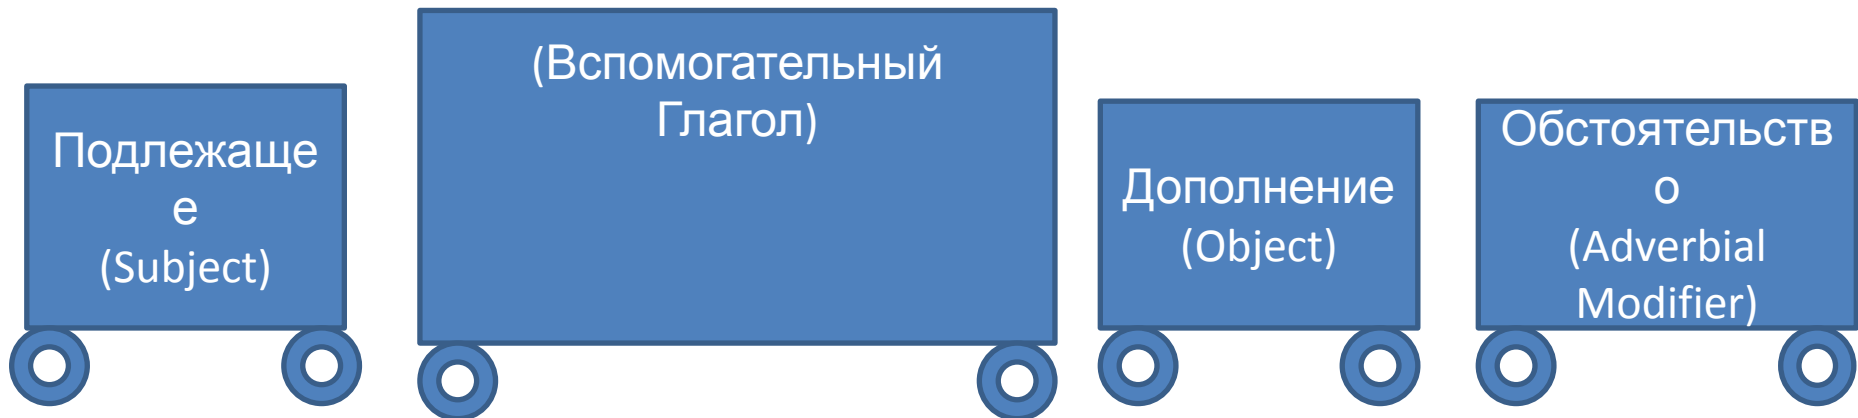 Подлежаще
е
(Subject)
(Вспомогательный
Глагол)
Дополнение
(Object)
Обстоятельств
о
(Adverbial
Modifier)